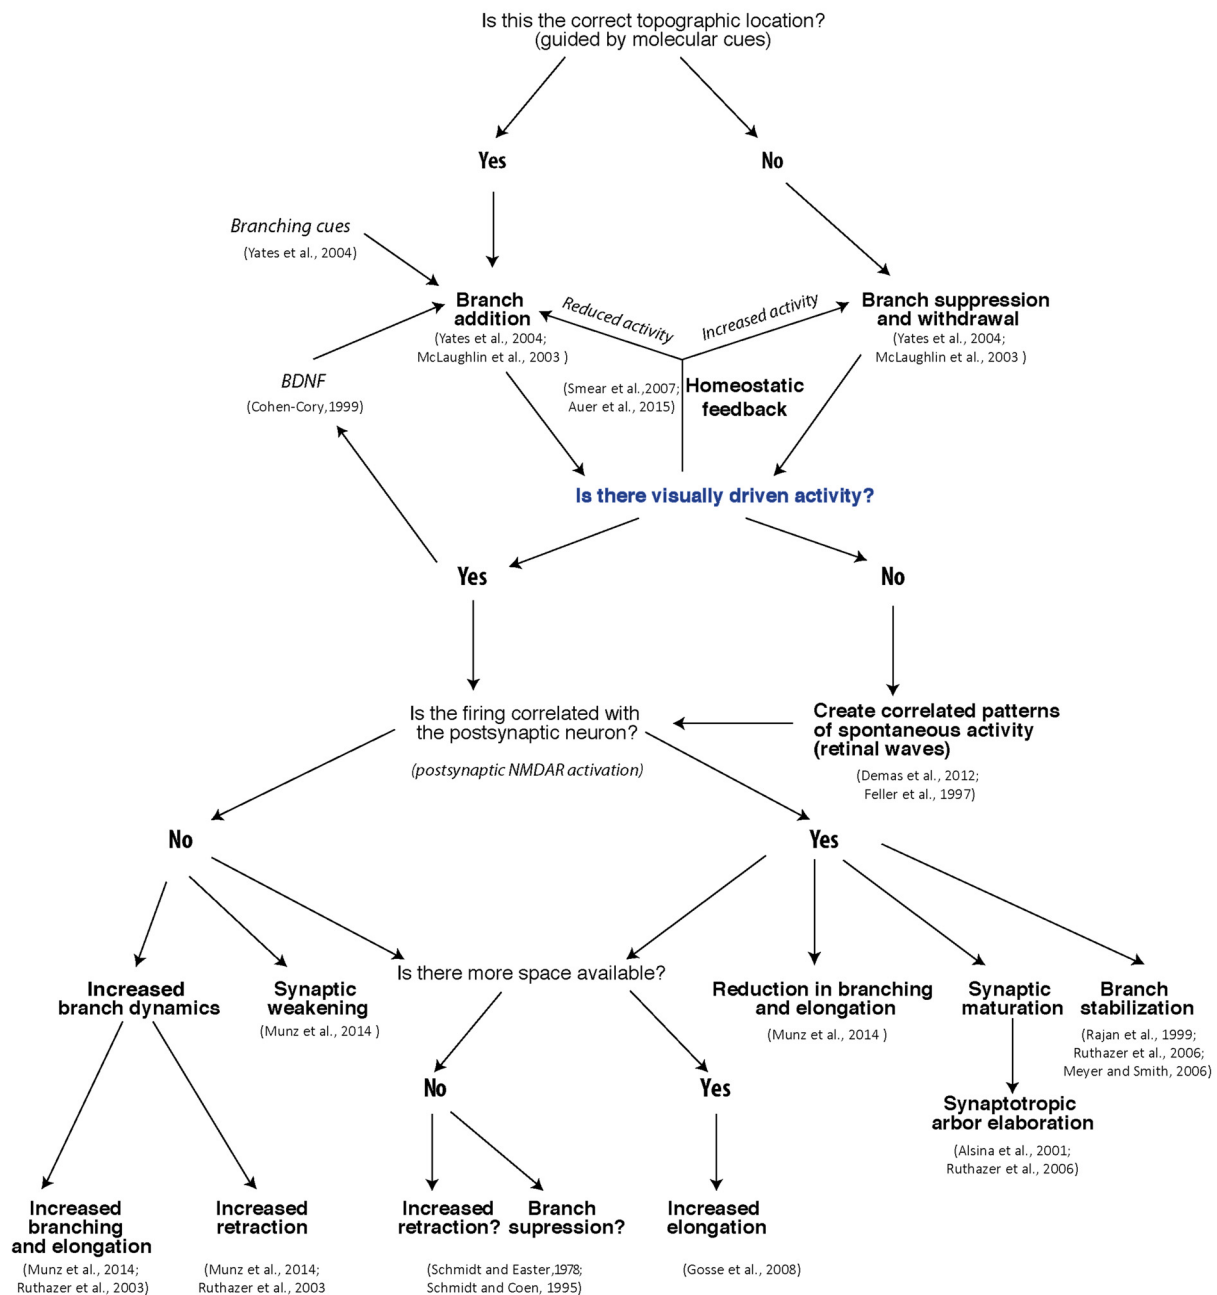 Is this the correct topographic location?
(guided by molecular cues)
Yes
No
Branching cues
(Yates et al., 2004)
Branch
addition
(Yates et al., 2004;
McLaughlin et al., 2003 )
Reduced activity
Increased activity
Branch suppression
and withdrawal
(Yates et al., 2004;
McLaughlin et al., 2003 )
BDNF
(Cohen-Cory,1999)
(Smear et al.,2007;
Auer et al., 2015)
Homeostatic
feedback
Is there visually driven activity?
Yes
No
Is the firing correlated with
the postsynaptic neuron?
(postsynaptic NMDAR activation)
Create correlated patterns
of spontaneous activity
(retinal waves)
(Demas et al., 2012;
Feller et al., 1997)
No
Yes
Increased
branch dynamics
Synaptic
weakening
(Munz et al., 2014 )
Is there more space available?
Reduction in branching
and elongation
(Munz et al., 2014 )
Synaptic
maturation
Branch
stabilization
(Rajan et al., 1999;
Ruthazer et al., 2006;
Meyer and Smith, 2006)
No
Yes
Synaptotropic
arbor elaboration
(Alsina et al., 2001;
Ruthazer et al., 2006)
Increased
branching
and elongation
(Munz et al., 2014;
Ruthazer et al., 2003)
Increased
retraction
(Munz et al., 2014;
Ruthazer et al., 2003
Increased
retraction?
Branch
supression?
(Schmidt and Easter,1978;
Schmidt and Coen, 1995)
Increased
elongation
(Gosse et al., 2008)